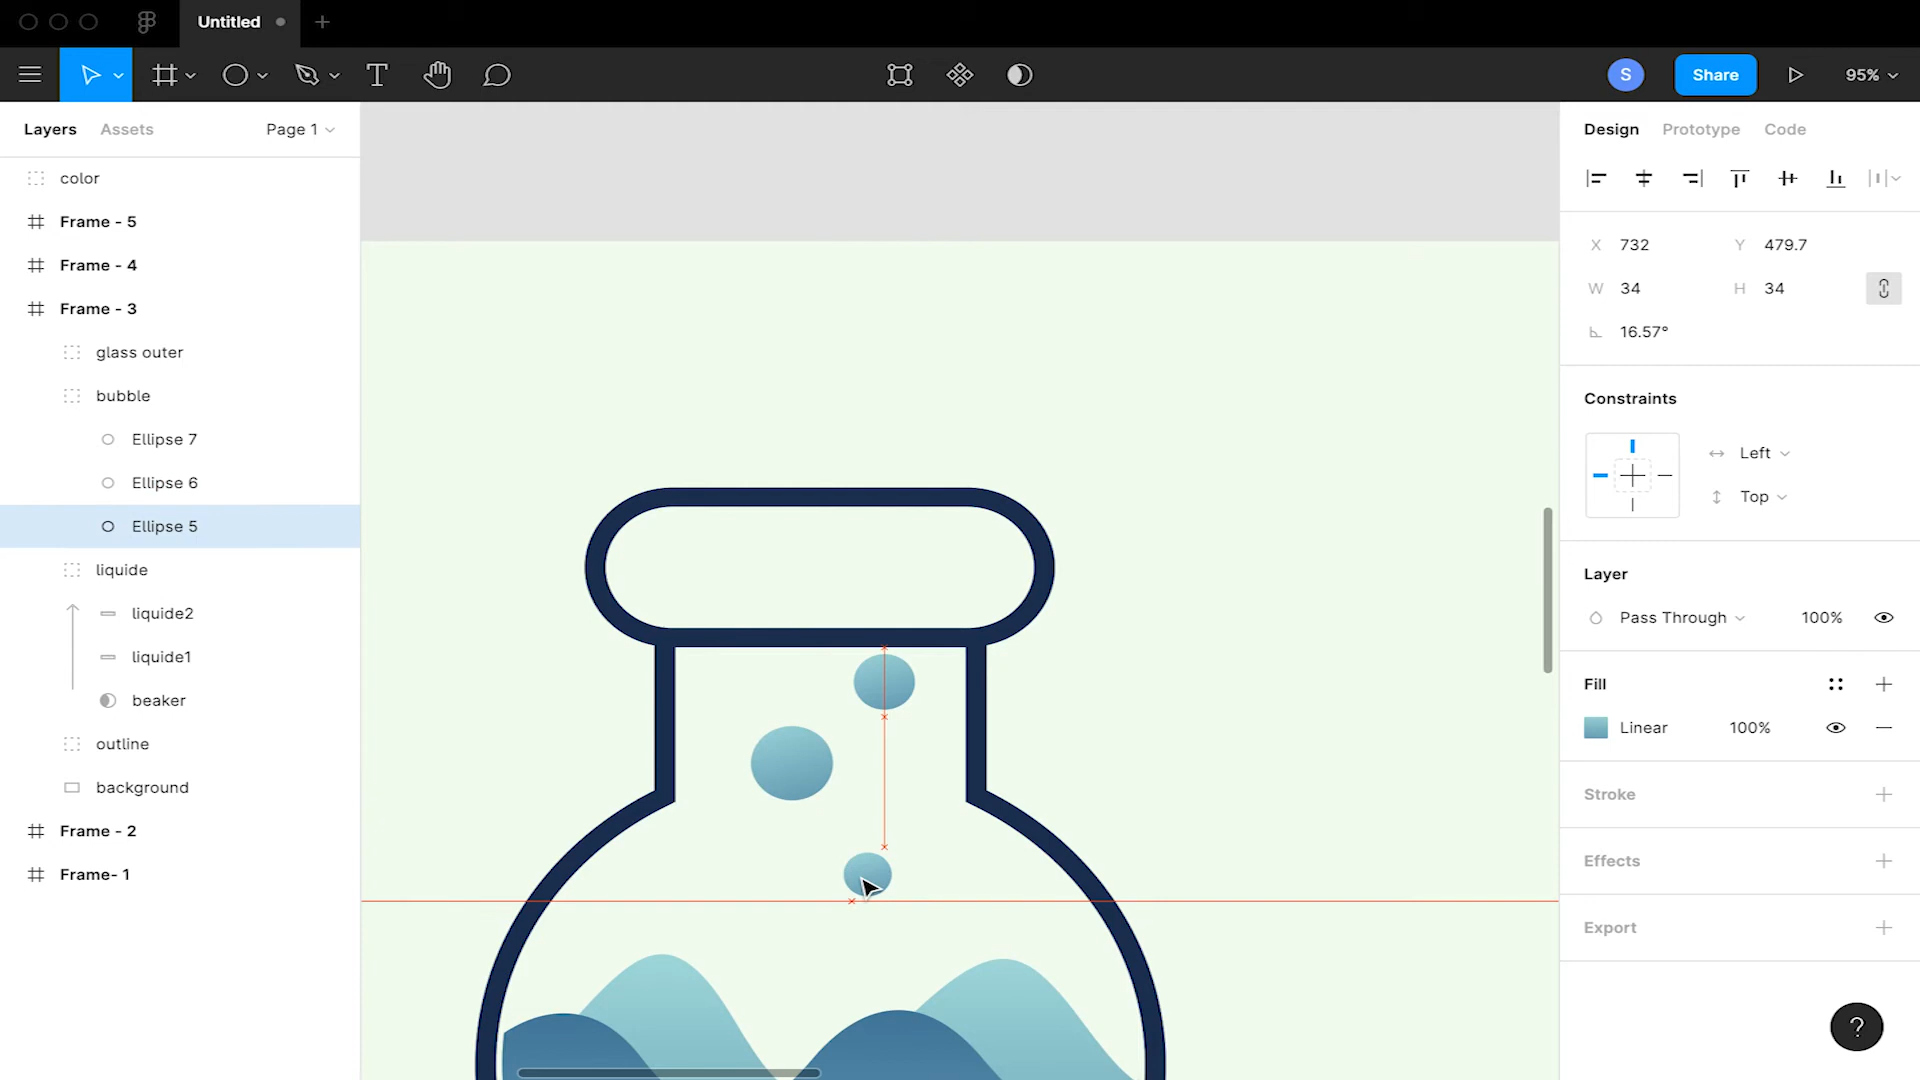 Untitled
S
Share
95%
Layers
Assets
Page 1
Design
Prototype
Code
color
Frame - 5
Frame - 4
Frame - 3
glass outer
bubble
Ellipse 7
Ellipse 6
Ellipse 5
liquide
liquide2
liquide1
beaker
outline
background
Frame - 2
Frame- 1
X 732
Y 479.7
W 34
H 34
16.57°
Constraints
Left
Top
Layer
Pass Through
100%
Fill
Linear
100%
Stroke
Effects
Export
?